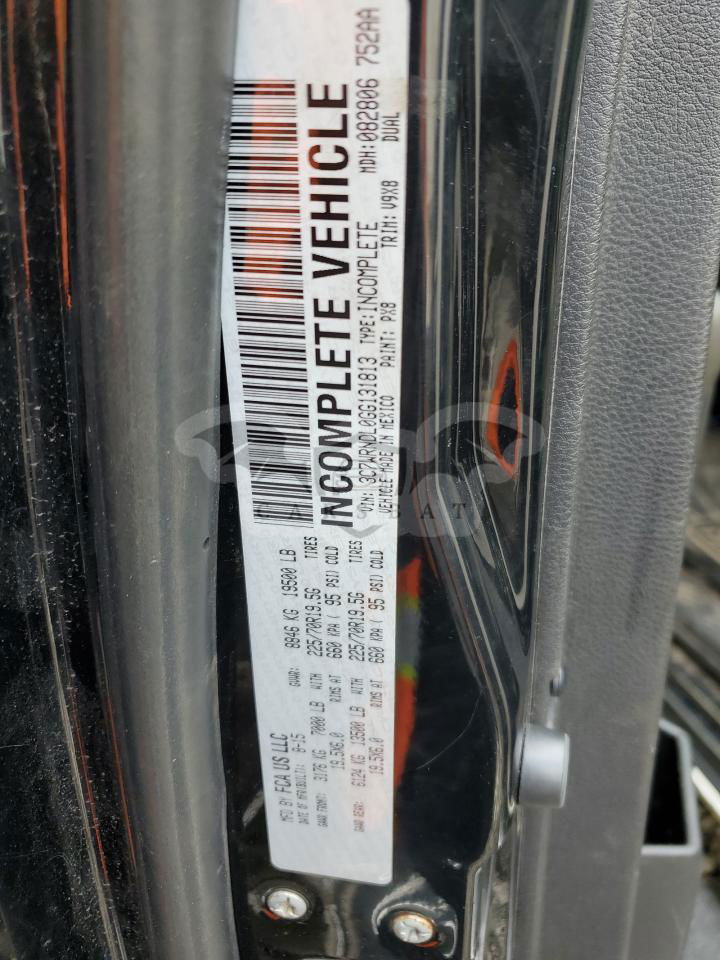 MFD BY FCA US LLC
DATE OF MFR(BUILT): 8-15
GVWR: 8846 KG 19500 LB
GAWR FRONT: 3176 KG 7000 LB WITH 225/70R19.5G TIRES
19.5X6.0 RIMS AT 660 KPA ( 95 PSI) COLD
GAWR REAR: 6124 KG 13500 LB WITH 225/70R19.5G TIRES
19.5X6.0 RIMS AT 660 KPA ( 95 PSI) COLD
INCOMPLETE VEHICLE
VIN: 3C7WRNDL0GG131813 TYPE: INCOMPLETE MDH: 082806 752AA
VEHICLE MADE IN MEXICO PAINT: PX8 TRIM: V9X8 DUAL